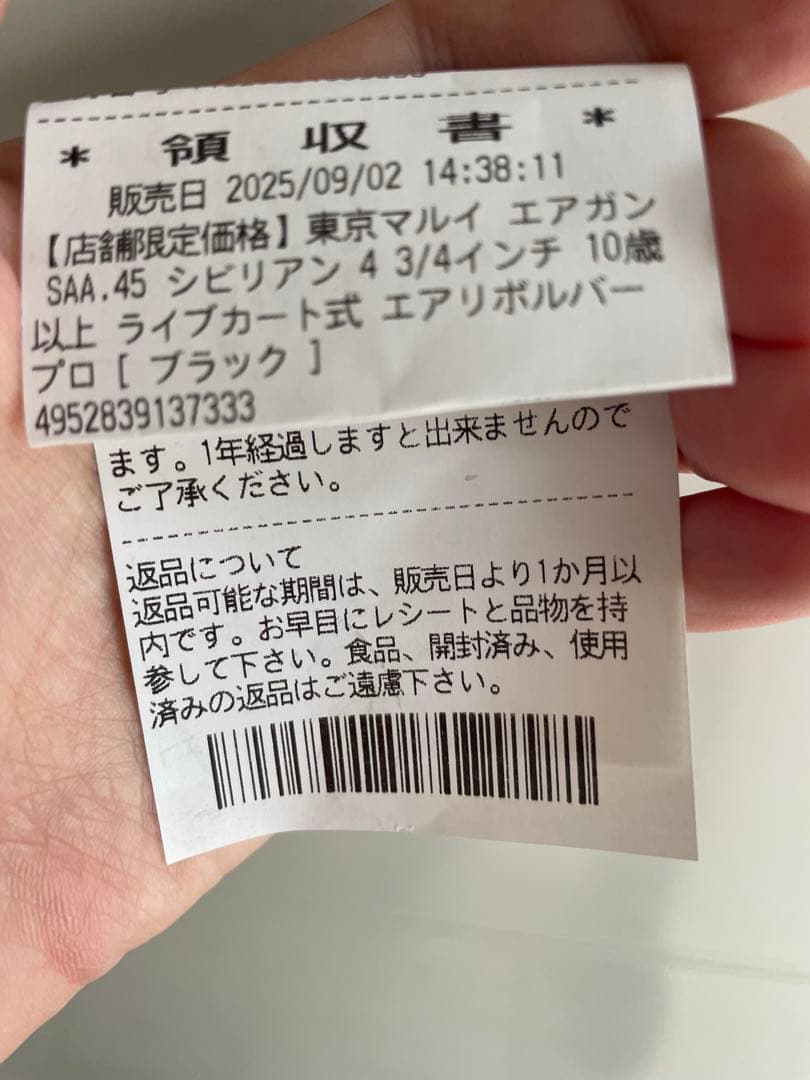 * 領 収 書 *
販売日 2025/09/02 14:38:11
【店舗限定価格】東京マルイ エアガン
SAA.45 シビリアン 4 3/4インチ 10歳
以上 ライブカート式 エアリボルバー
プロ [ ブラック ]
4952839137333
ます。1年経過しますと出来ませんので
ご了承ください。
返品について
返品可能な期間は、販売日より1か月以
内です。お早目にレシートと品物を持
参して下さい。食品、開封済み、使用
済みの返品はご遠慮下さい。